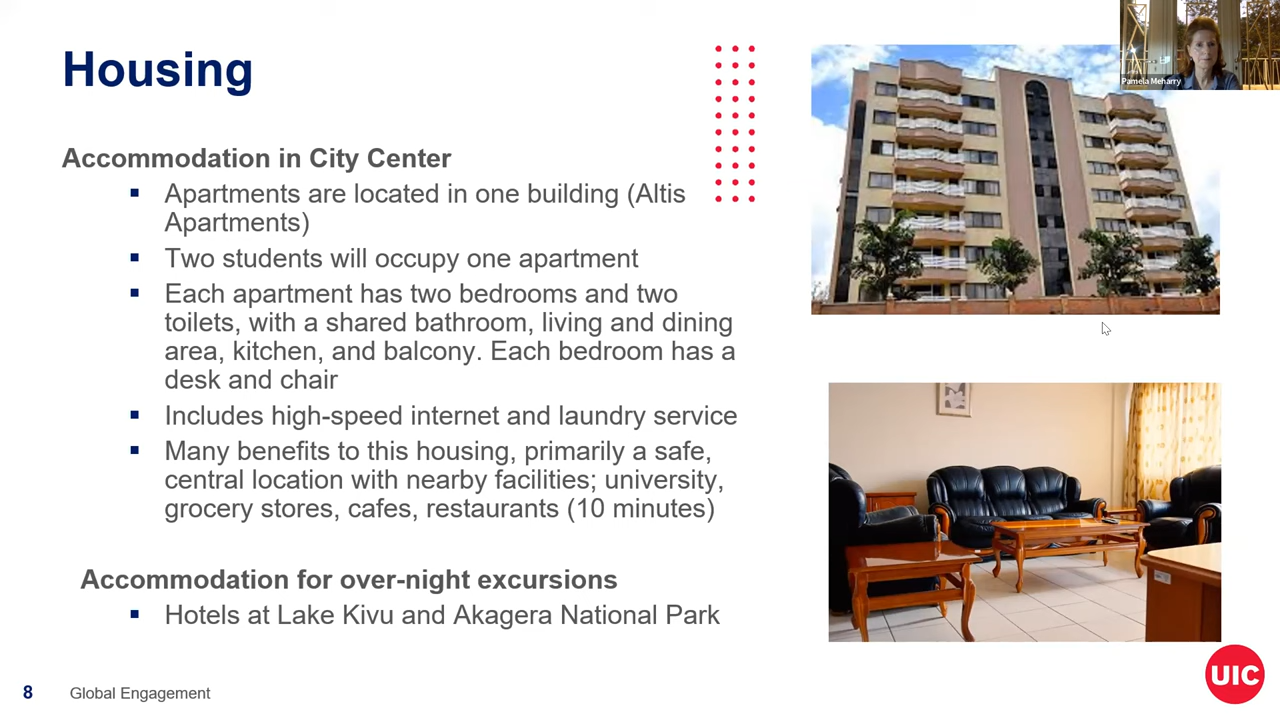 Housing
Pamela Meharry
Accommodation in City Center
▪ Apartments are located in one building (Altis
Apartments)
▪ Two students will occupy one apartment
▪ Each apartment has two bedrooms and two
toilets, with a shared bathroom, living and dining
area, kitchen, and balcony. Each bedroom has a
desk and chair
▪ Includes high-speed internet and laundry service
▪ Many benefits to this housing, primarily a safe,
central location with nearby facilities; university,
grocery stores, cafes, restaurants (10 minutes)
Accommodation for over-night excursions
▪ Hotels at Lake Kivu and Akagera National Park
8 Global Engagement
UIC